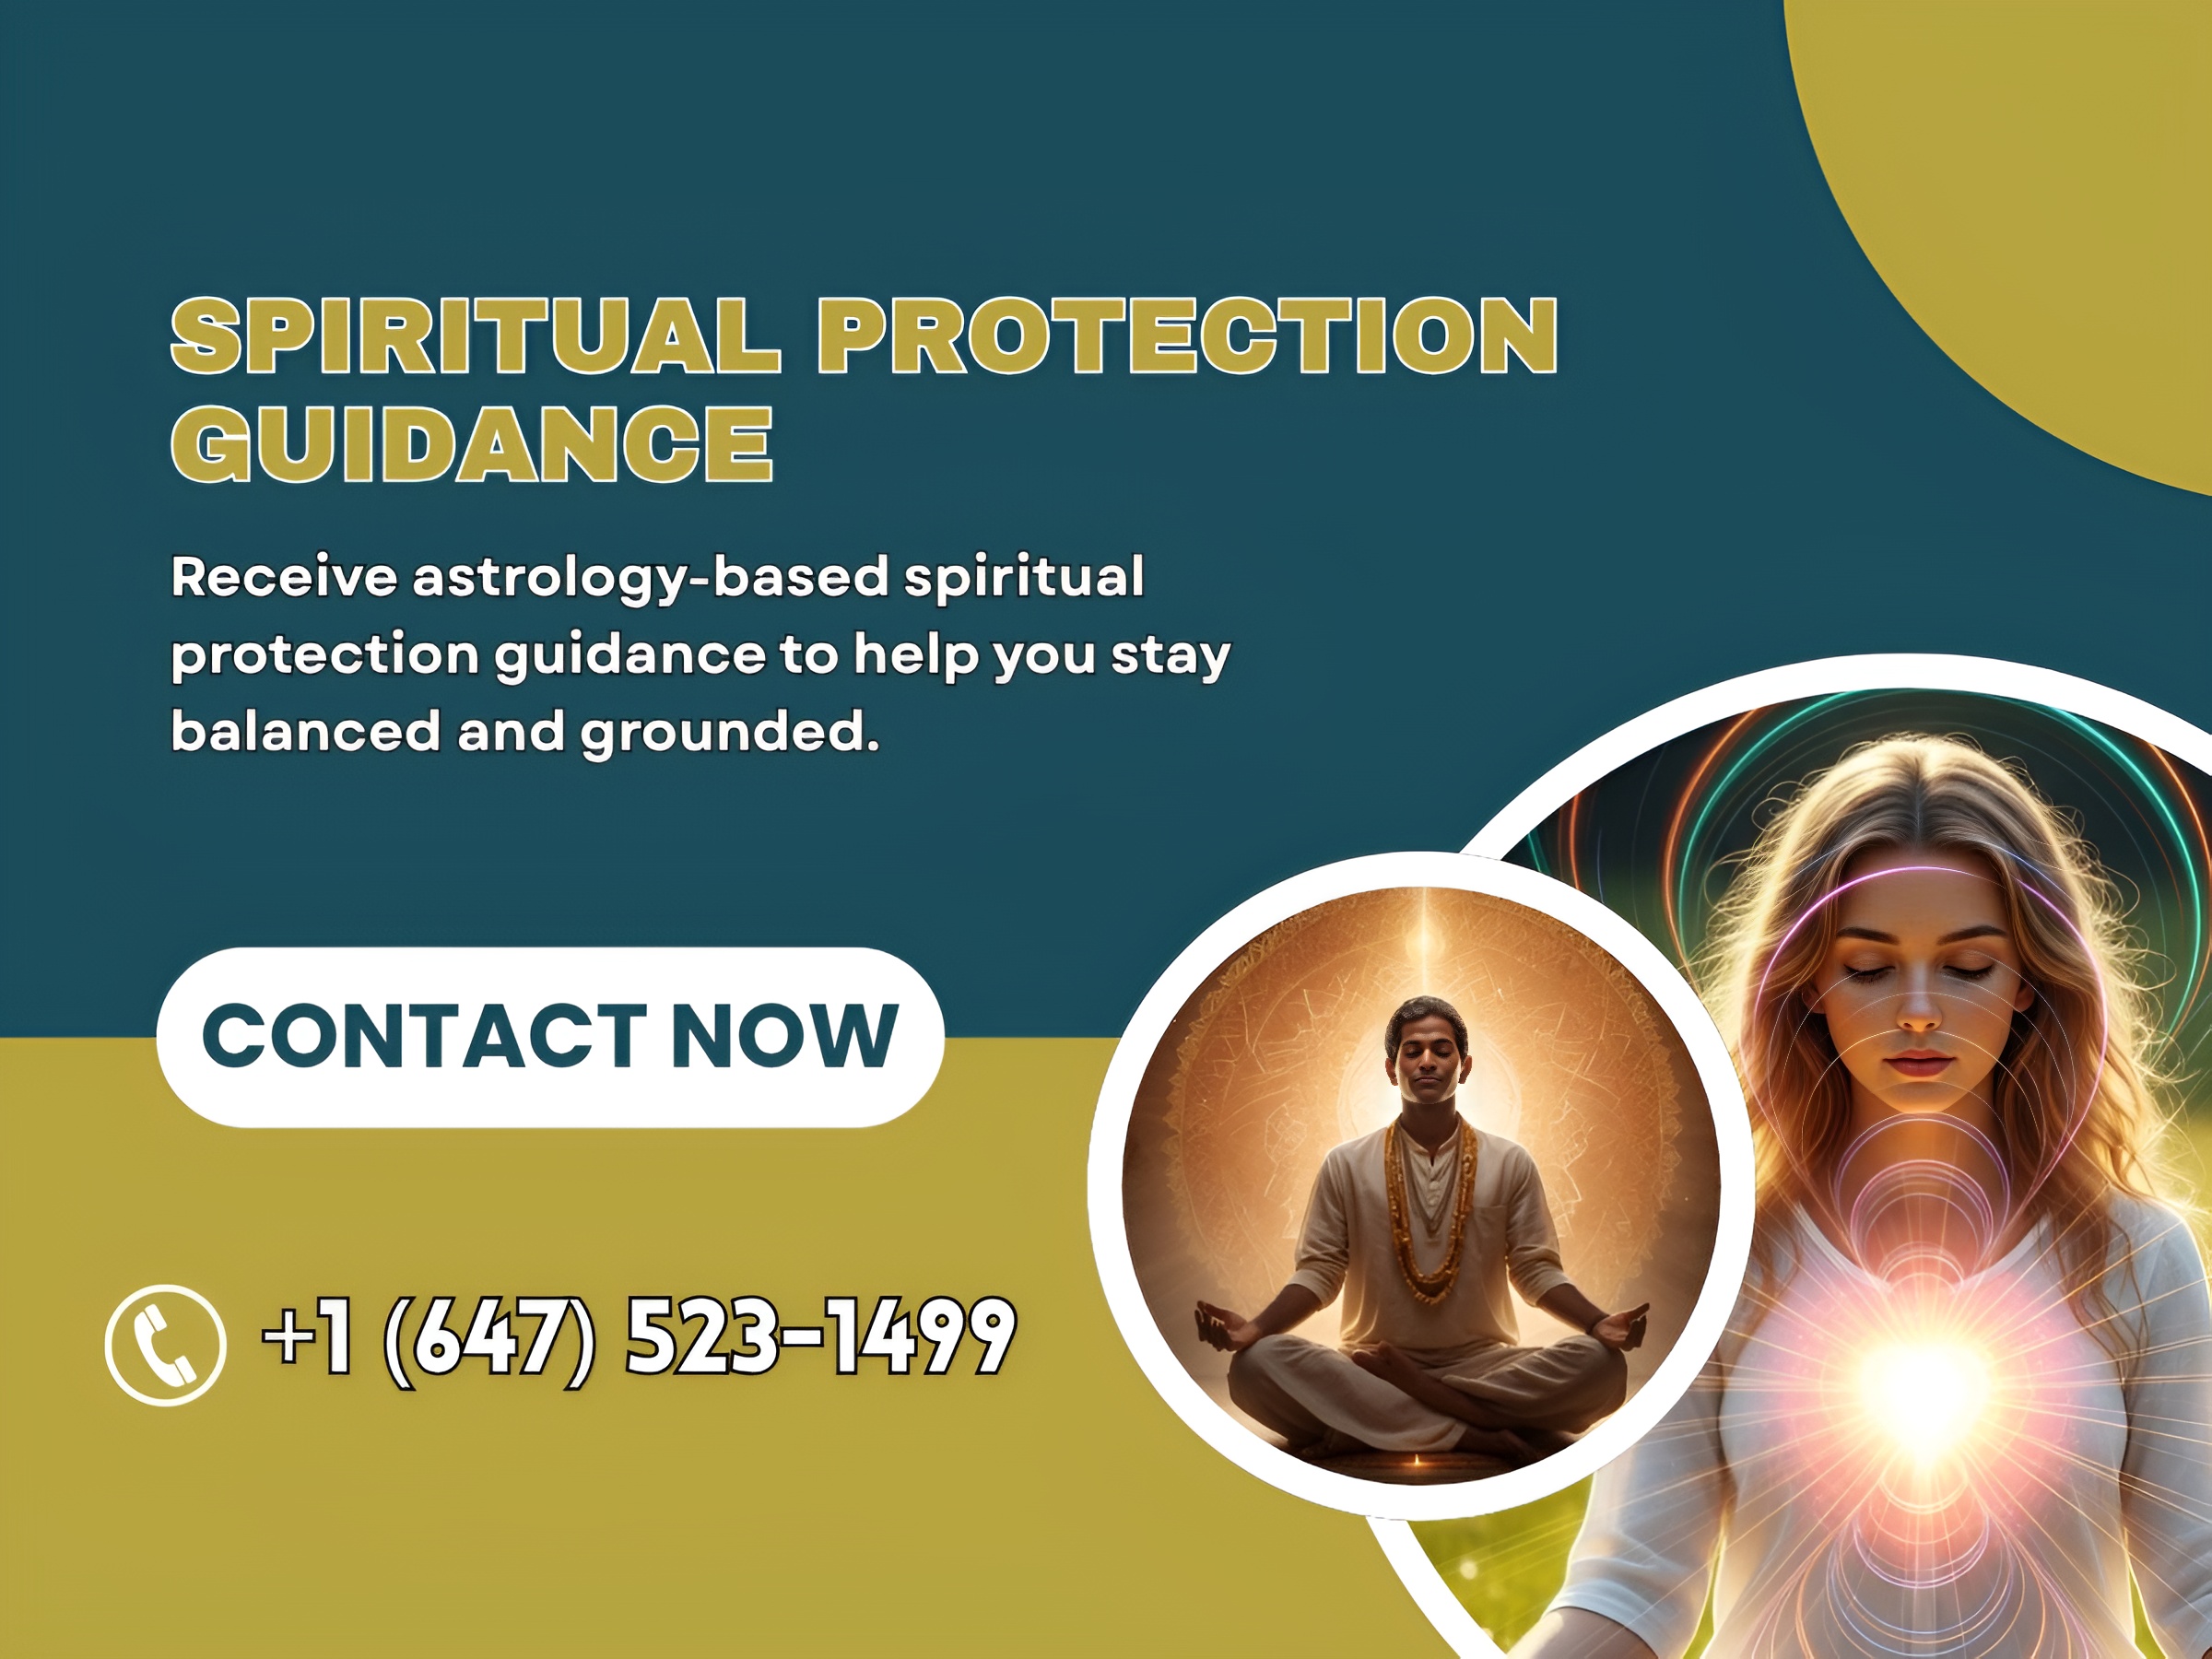 SPIRITUAL PROTECTION
GUIDANCE
Receive astrology-based spiritual
protection guidance to help you stay
balanced and grounded.
CONTACT NOW
+1 (647) 523-1499